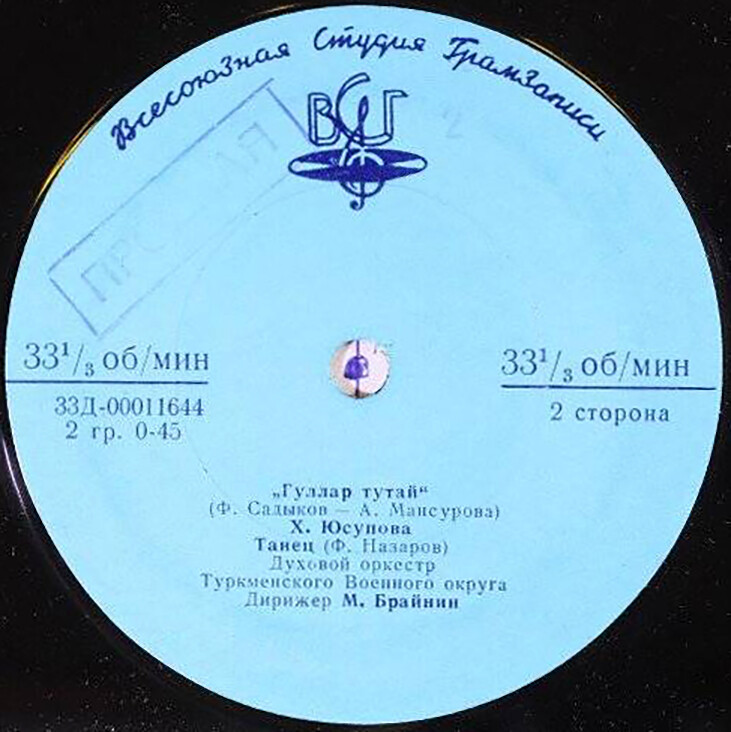 Всесоюзная Студия Грамзаписи
ВСГ
33¹/₃ об/мин
33Д-00011644
2 гр. 0-45
33¹/₃ об/мин
2 сторона
„Гуллар тутай“
(Ф. Садыков — А. Мансурова)
Х. Юсупова
Танец (Ф. Назаров)
Духовой оркестр
Туркменского Военного округа
Дирижер М. Брайнин